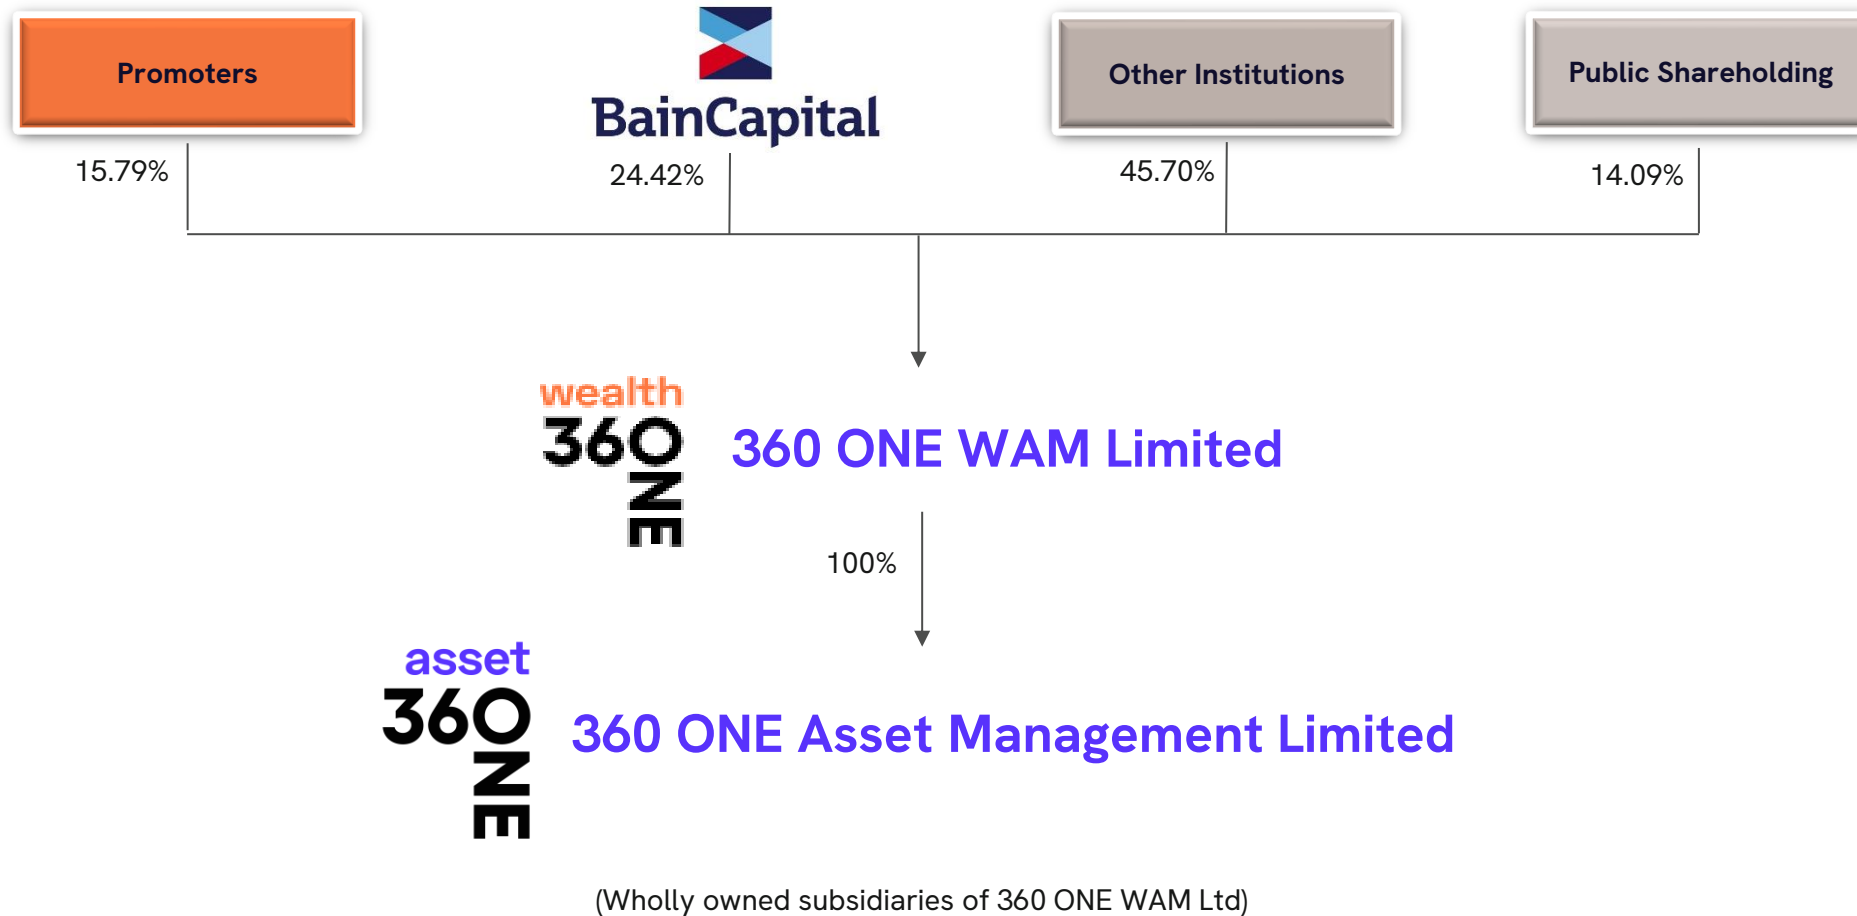 Promoters
BainCapital
Other Institutions
Public Shareholding
15.79%
24.42%
45.70%
14.09%
wealth
360
ONE
360 ONE WAM Limited
100%
asset
360
ONE
360 ONE Asset Management Limited
(Wholly owned subsidiaries of 360 ONE WAM Ltd)